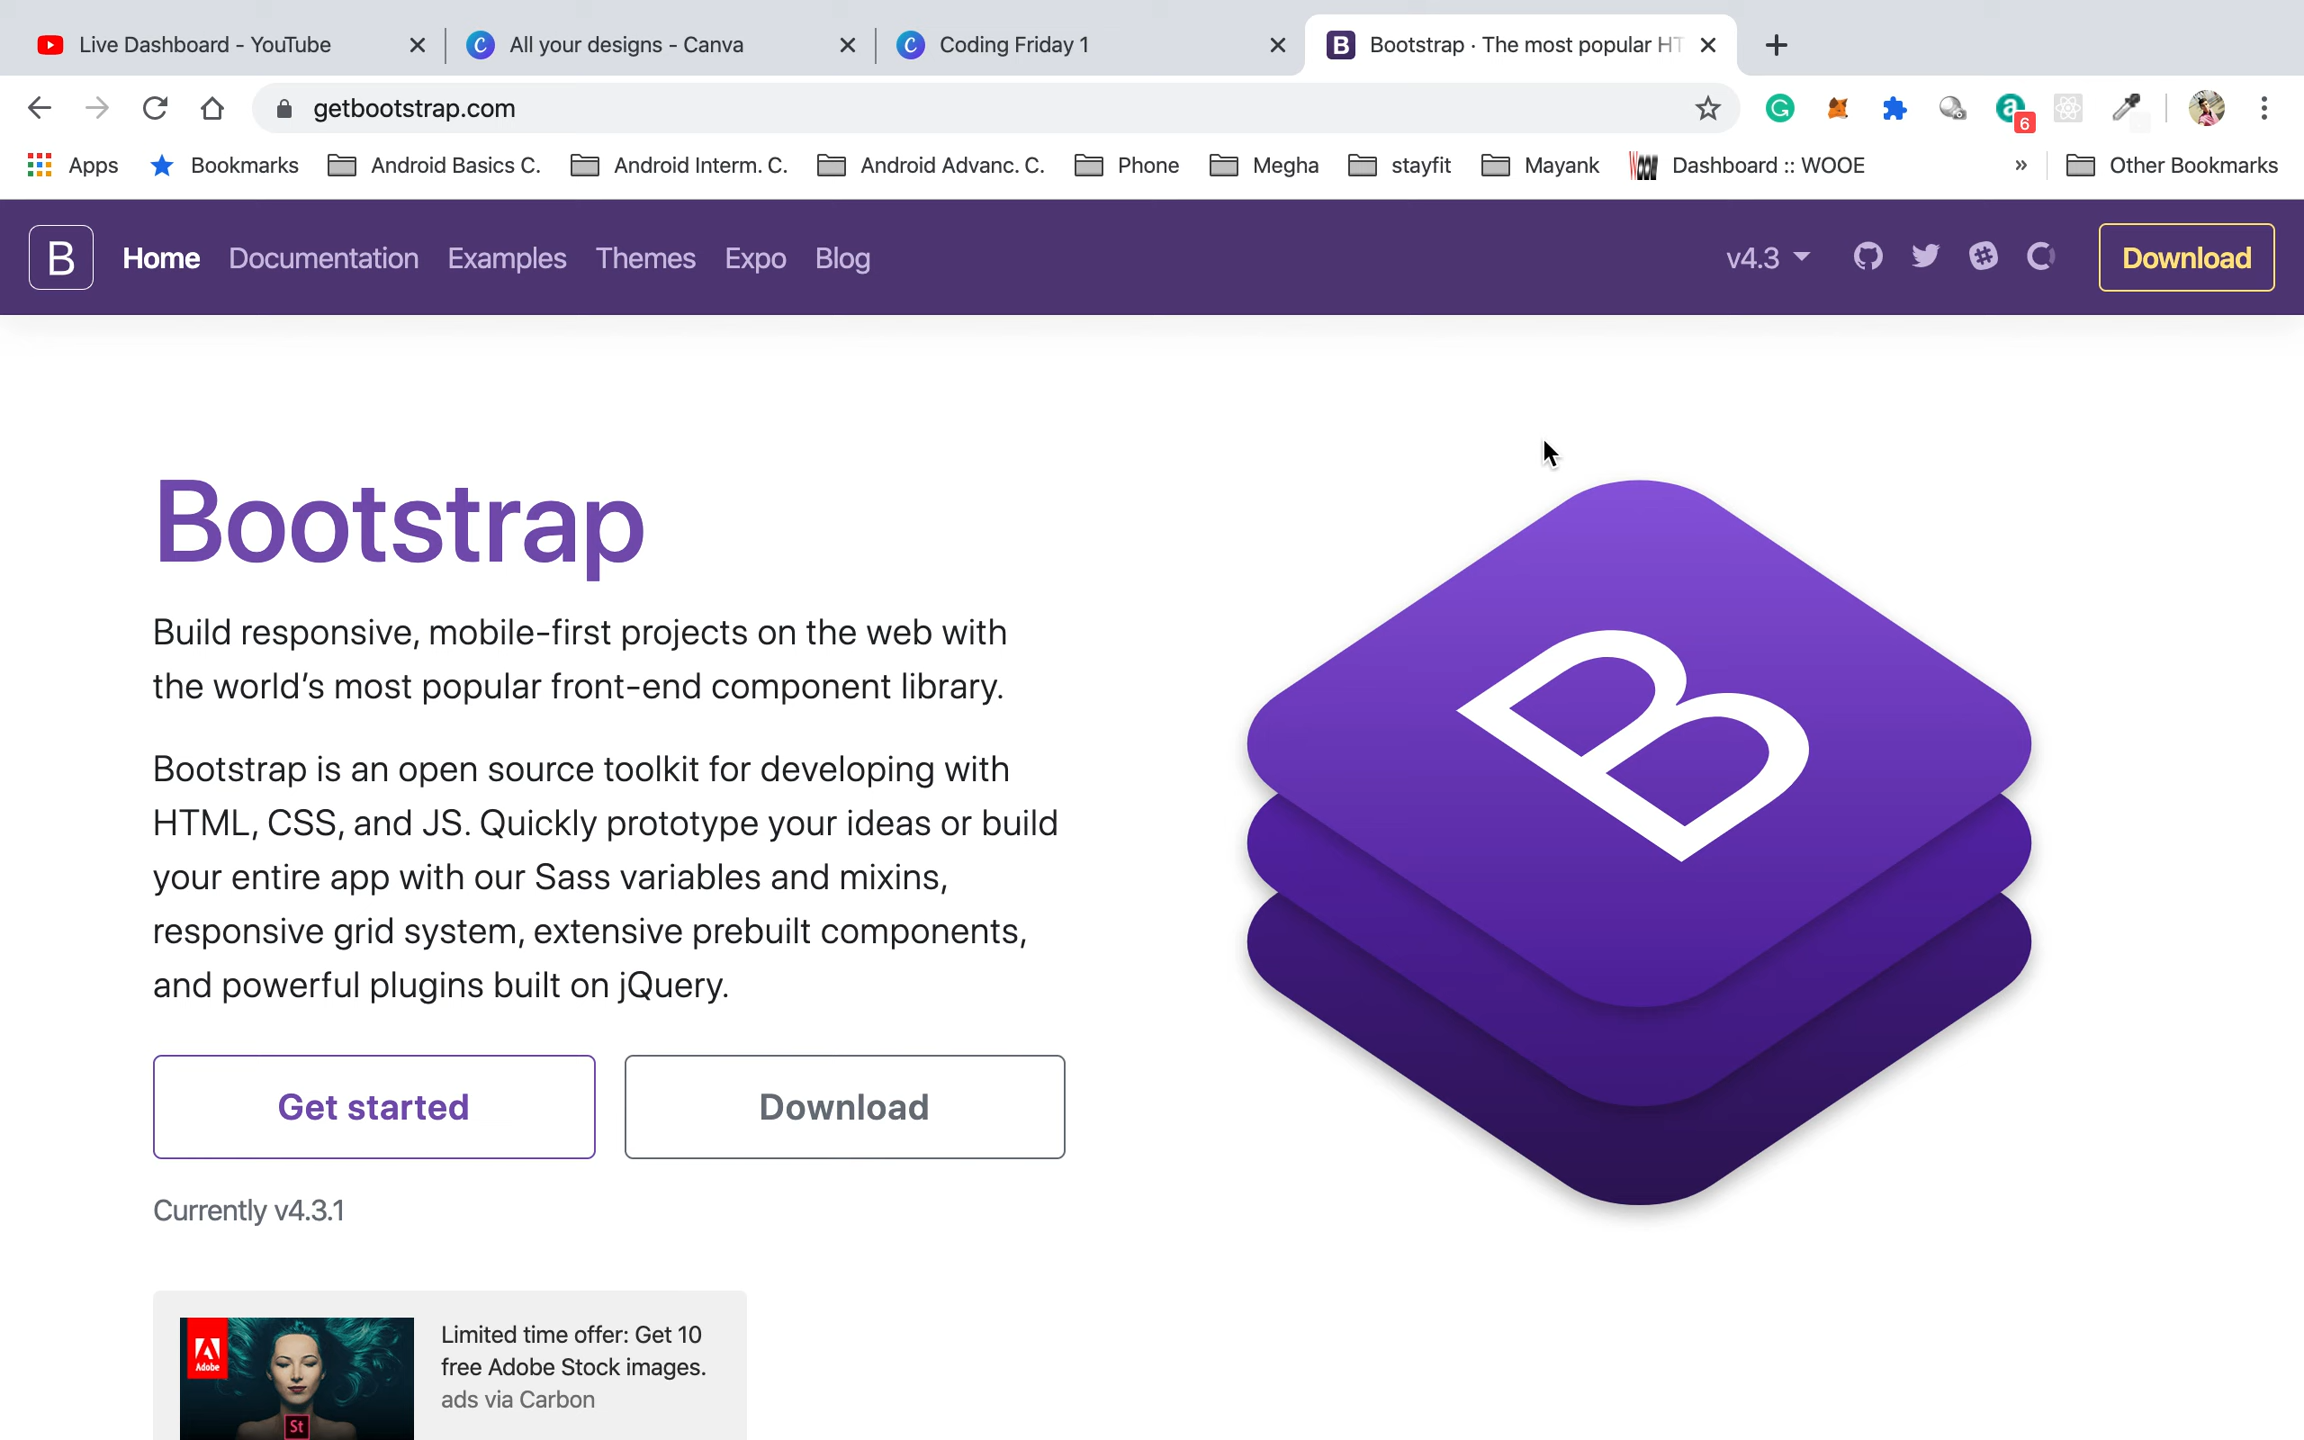 Live Dashboard - YouTube
All your designs - Canva
Coding Friday 1
Bootstrap · The most popular HT
getbootstrap.com
6
Apps
Bookmarks
Android Basics C.
Android Interm. C.
Android Advanc. C.
Phone
Megha
stayfit
Mayank
Dashboard :: WOOE
»
Other Bookmarks
B
Home
Documentation
Examples
Themes
Expo
Blog
v4.3
Download
Bootstrap
Build responsive, mobile-first projects on the web with
the world's most popular front-end component library.
Bootstrap is an open source toolkit for developing with
HTML, CSS, and JS. Quickly prototype your ideas or build
your entire app with our Sass variables and mixins,
responsive grid system, extensive prebuilt components,
and powerful plugins built on jQuery.
B
Get started
Download
Currently v4.3.1
Adobe
St
Limited time offer: Get 10
free Adobe Stock images.
ads via Carbon